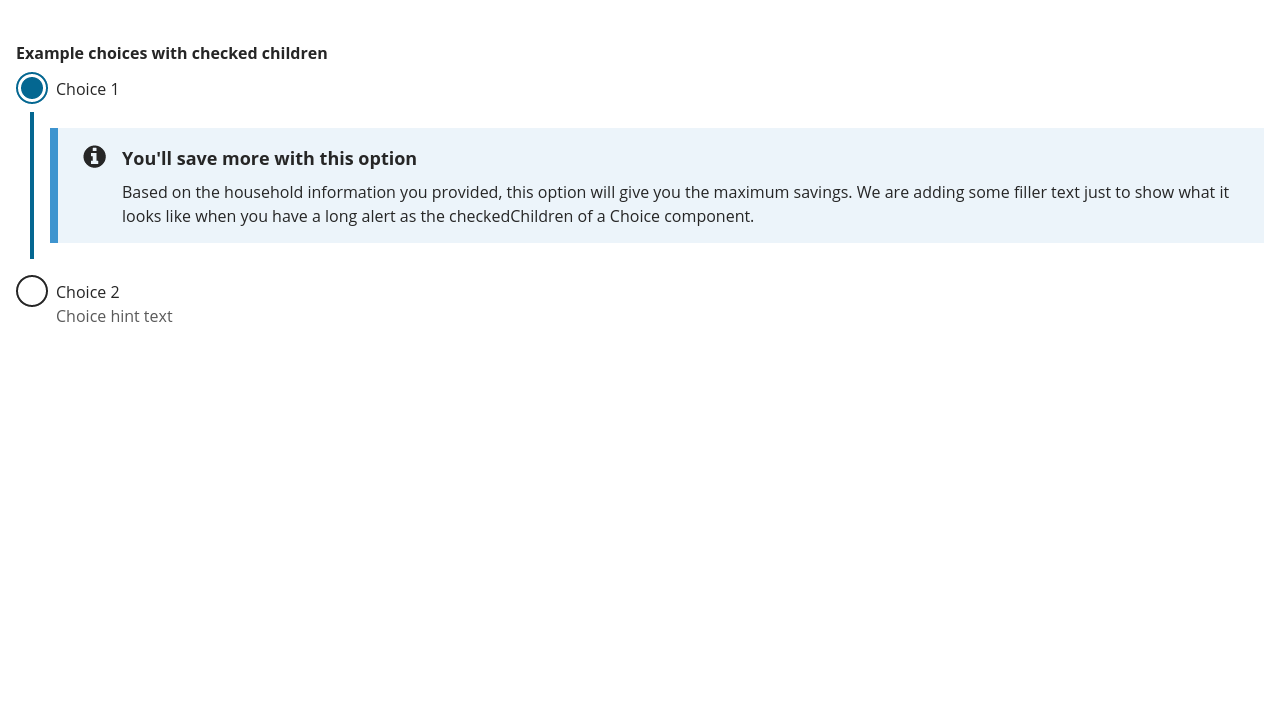 Example choices with checked children
Choice 1
You'll save more with this option
Based on the household information you provided, this option will give you the maximum savings. We are adding some filler text just to show what it
looks like when you have a long alert as the checkedChildren of a Choice component.
Choice 2
Choice hint text